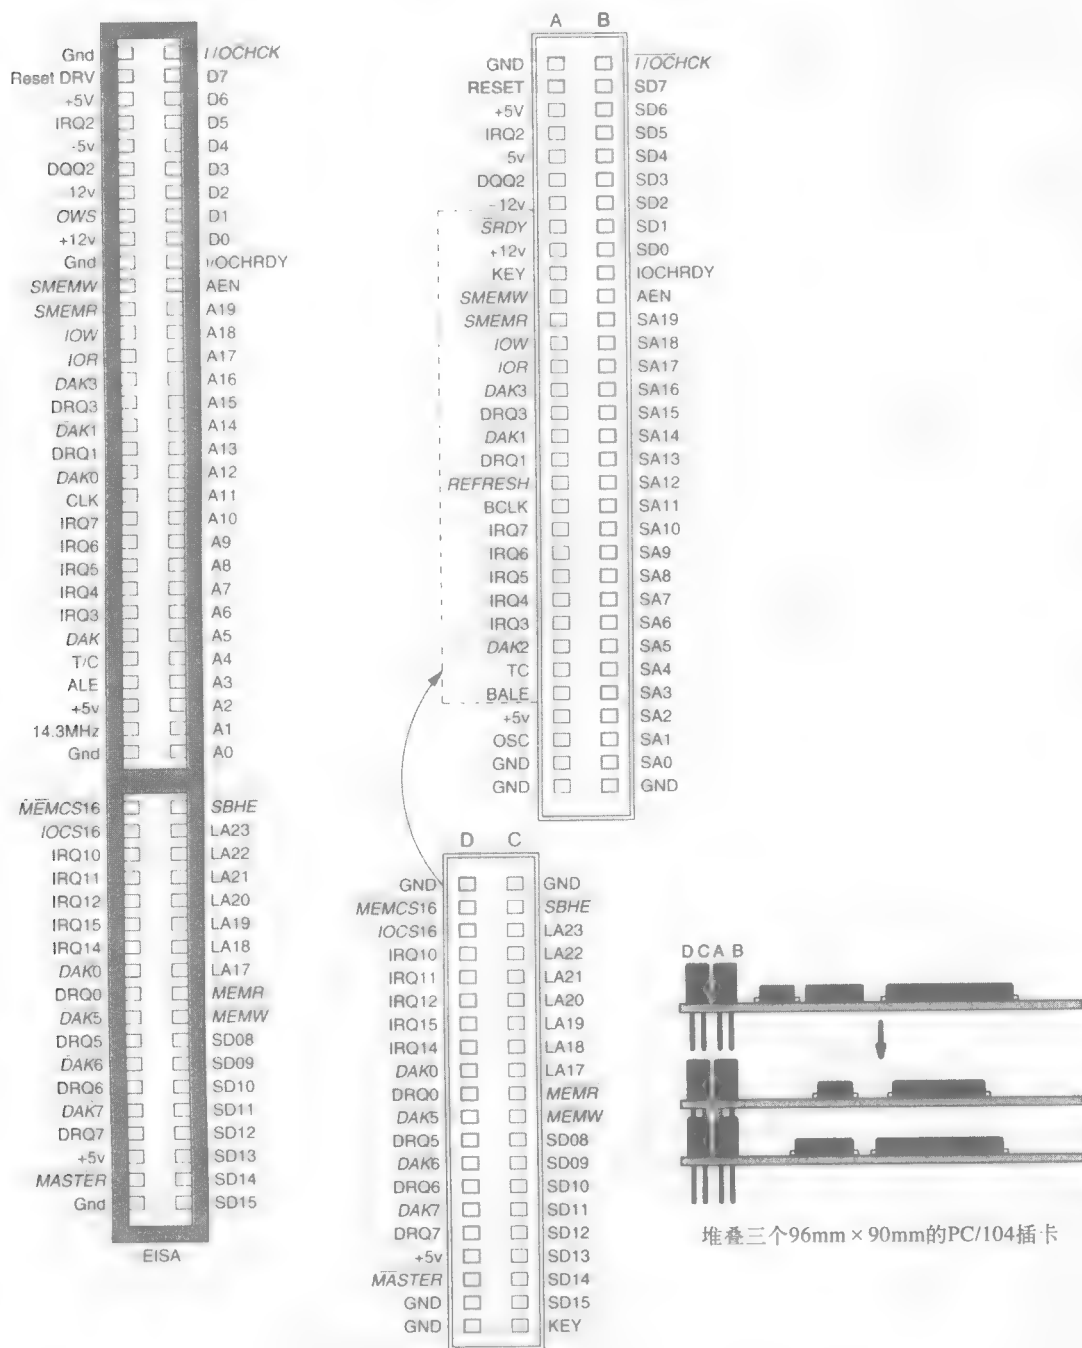 Gnd I/OCHCK
Reset DRV D7
+5V D6
IRQ2 D5
-5v D4
DQQ2 D3
12v D2
OWS D1
+12v D0
Gnd I/OCHRDY
SMEMW AEN
SMEMR A19
IOW A18
IOR A17
DAK3 A16
DRQ3 A15
DAK1 A14
DRQ1 A13
DAK0 A12
CLK A11
IRQ7 A10
IRQ6 A9
IRQ5 A8
IRQ4 A7
IRQ3 A6
DAK A5
T/C A4
ALE A3
+5v A2
14.3MHz A1
Gnd A0
MEMCS16 SBHE
IOCS16 LA23
IRQ10 LA22
IRQ11 LA21
IRQ12 LA20
IRQ15 LA19
IRQ14 LA18
DAK0 LA17
DRQ0 MEMR
DAK5 MEMW
DRQ5 SD08
DAK6 SD09
DRQ6 SD10
DAK7 SD11
DRQ7 SD12
+5v SD13
MASTER SD14
Gnd SD15
EISA
A B
GND I/OCHCK
RESET SD7
+5V SD6
IRQ2 SD5
5v SD4
DQQ2 SD3
-12v SD2
SRDY SD1
+12v SD0
KEY IOCHRDY
SMEMW AEN
SMEMR SA19
IOW SA18
IOR SA17
DAK3 SA16
DRQ3 SA15
DAK1 SA14
DRQ1 SA13
REFRESH SA12
BCLK SA11
IRQ7 SA10
IRQ6 SA9
IRQ5 SA8
IRQ4 SA7
IRQ3 SA6
DAK2 SA5
TC SA4
BALE SA3
+5v SA2
OSC SA1
GND SA0
GND GND
D C
GND GND
MEMCS16 SBHE
IOCS16 LA23
IRQ10 LA22
IRQ11 LA21
IRQ12 LA20
IRQ15 LA19
IRQ14 LA18
DAK0 LA17
DRQ0 MEMR
DAK5 MEMW
DRQ5 SD08
DAK6 SD09
DRQ6 SD10
DAK7 SD11
DRQ7 SD12
+5v SD13
MASTER SD14
GND SD15
GND KEY
D C A B
堆叠三个96mm×90mm的PC/104插卡